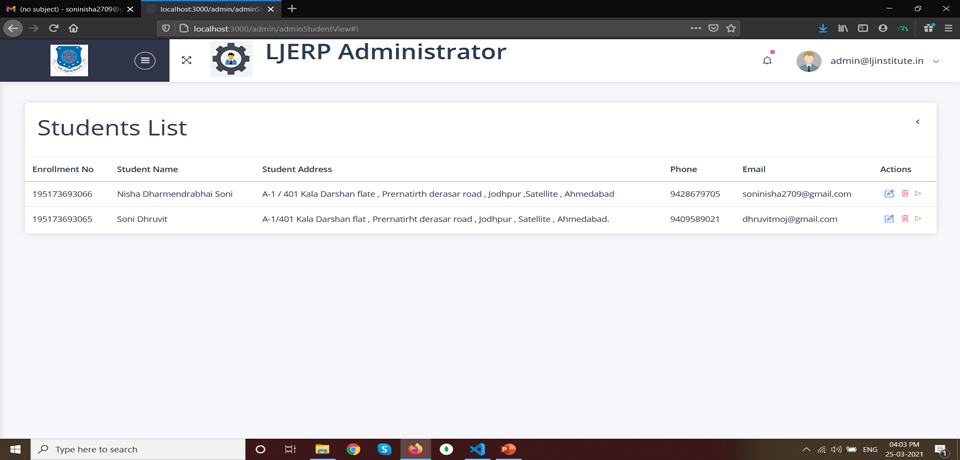 (no subject) - soninisha2709@g
localhost:3000/admin/adminSt
localhost:3000/admin/adminStudentView#!
LJERP Administrator
admin@ljinstitute.in
Students List
Enrollment No Student Name Student Address Phone Email Actions
195173693066 Nisha Dharmendrabhai Soni A-1 / 401 Kala Darshan flate , Prernatirth derasar road , Jodhpur ,Satellite , Ahmedabad 9428679705 soninisha2709@gmail.com
195173693065 Soni Dhruvit A-1/401 Kala Darshan flat , Prernatirht derasar road , Jodhpur , Satellite , Ahmedabad. 9409589021 dhruvitmoj@gmail.com
Type here to search
ENG
04:03 PM
25-03-2021